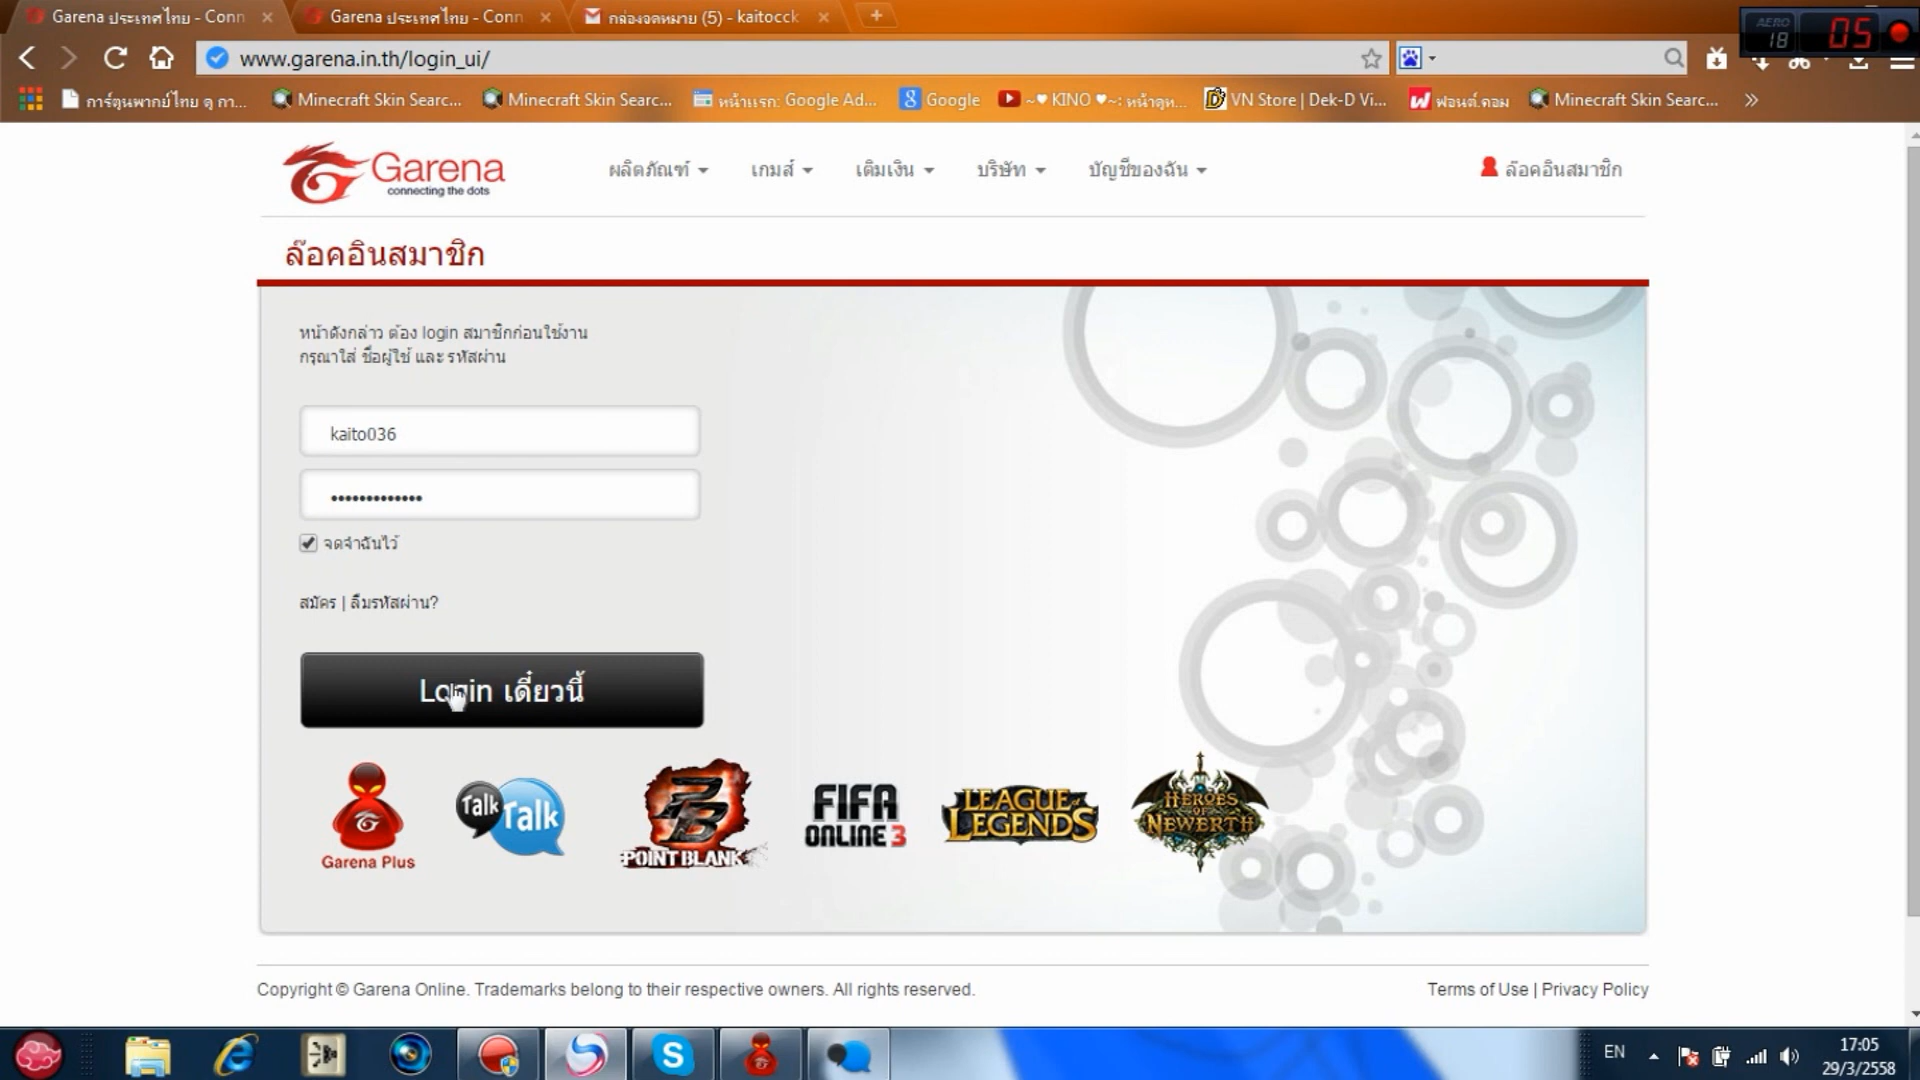 Garena ประเทศไทย - Conn
Garena ประเทศไทย - Conn
กล่องจดหมาย (5) - kaitocck
AERO
18
05
www.garena.in.th/login_ui/
การ์ตูนพากย์ไทย ดู กา...
Minecraft Skin Searc...
Minecraft Skin Searc...
หน้าแรก: Google Ad...
Google
~♥ KINO ♥~: หน้าลูห...
VN Store | Dek-D Vi...
ฟอนต์.คอม
Minecraft Skin Searc...
Garena
connecting the dots
ผลิตภัณฑ์
เกมส์
เติมเงิน
บริษัท
บัญชีของฉัน
ล๊อคอินสมาชิก
ล๊อคอินสมาชิก
หน้าดังกล่าว ต้อง login สมาชิกก่อนใช้งาน
กรุณาใส่ ชื่อผู้ใช้ และ รหัสผ่าน
kaito036
•••••••••••••
จดจำฉันไว้
สมัคร | ลืมรหัสผ่าน?
Login เดี๋ยวนี้
Garena Plus
Talk Talk
PB
POINT BLANK
FIFA
ONLINE 3
LEAGUE of
LEGENDS
HEROES
OF
NEWERTH
Copyright © Garena Online. Trademarks belong to their respective owners. All rights reserved.
Terms of Use | Privacy Policy
EN
17:05
29/3/2558